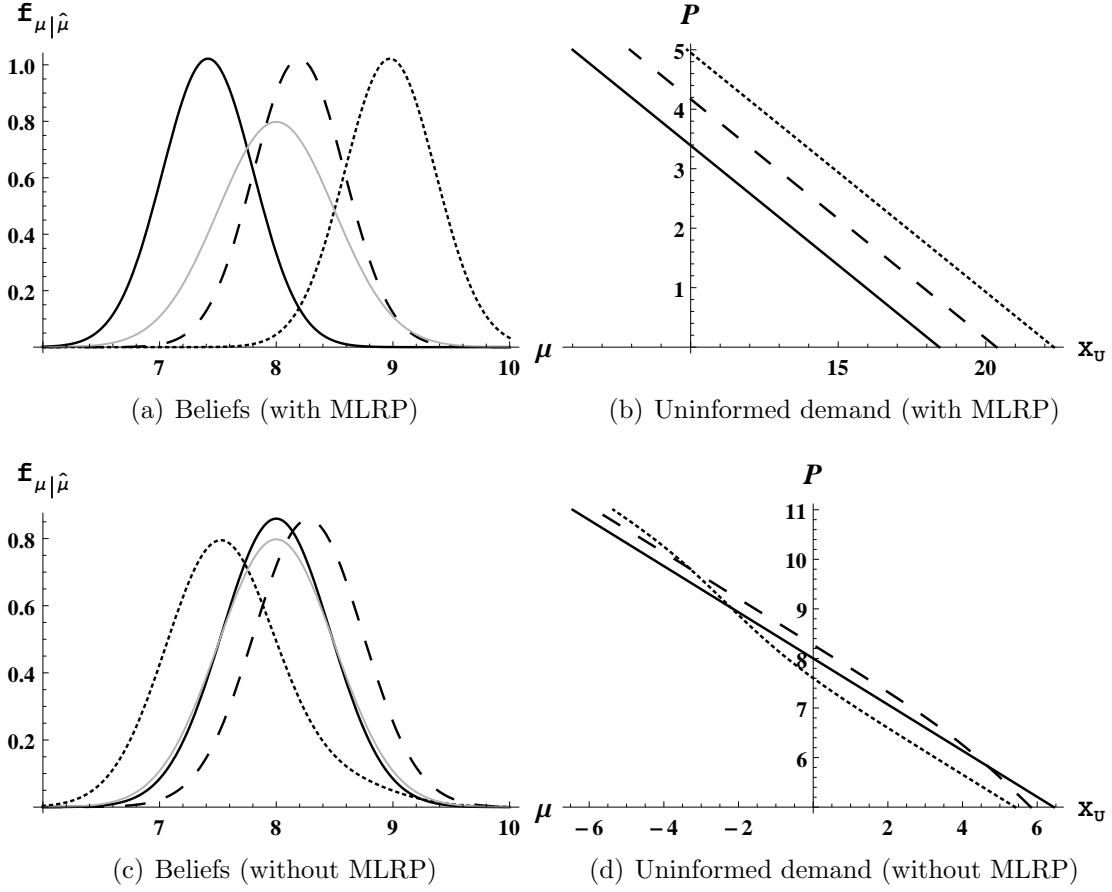 f_μ|μ̂
P
1.0
0.8
0.6
0.4
0.2
7 8 9 10
μ
5
4
3
2
1
15 20
x_U
(a) Beliefs (with MLRP)
(b) Uninformed demand (with MLRP)
f_μ|μ̂
P
0.8
0.6
0.4
0.2
7 8 9 10
μ
11
10
9
8
7
6
−6 −4 −2 2 4 6
x_U
(c) Beliefs (without MLRP)
(d) Uninformed demand (without MLRP)